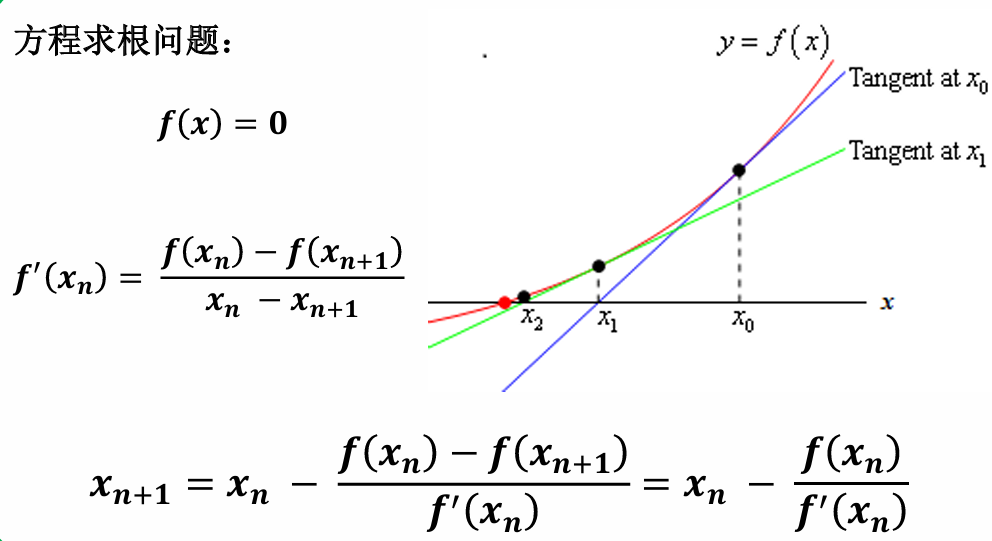 方程求根问题：
f(x) = 0
f′(xₙ) = (f(xₙ) − f(xₙ₊₁)) / (xₙ − xₙ₊₁)
y = f(x)
Tangent at x₀
Tangent at x₁
x₂ x₁ x₀ x
xₙ₊₁ = xₙ − (f(xₙ) − f(xₙ₊₁)) / f′(xₙ) = xₙ − f(xₙ) / f′(xₙ)